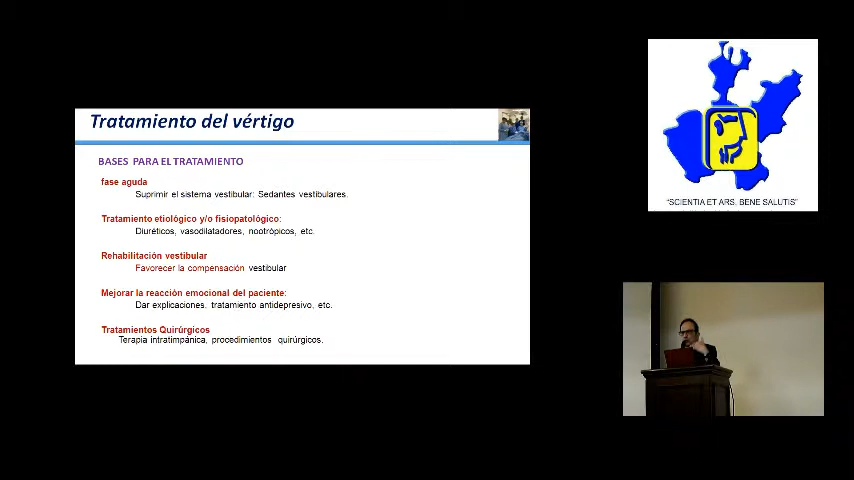 Tratamiento del vértigo
BASES PARA EL TRATAMIENTO
fase aguda
Suprimir el sistema vestibular: Sedantes vestibulares.
Tratamiento etiológico y/o fisiopatológico:
Diuréticos, vasodilatadores, nootrópicos, etc.
Rehabilitación vestibular
Favorecer la compensación vestibular
Mejorar la reacción emocional del paciente:
Dar explicaciones, tratamiento antidepresivo, etc.
Tratamientos Quirúrgicos
Terapia intratimpánica, procedimientos quirúrgicos.
"SCIENTIA ET ARS, BENE SALUTIS"